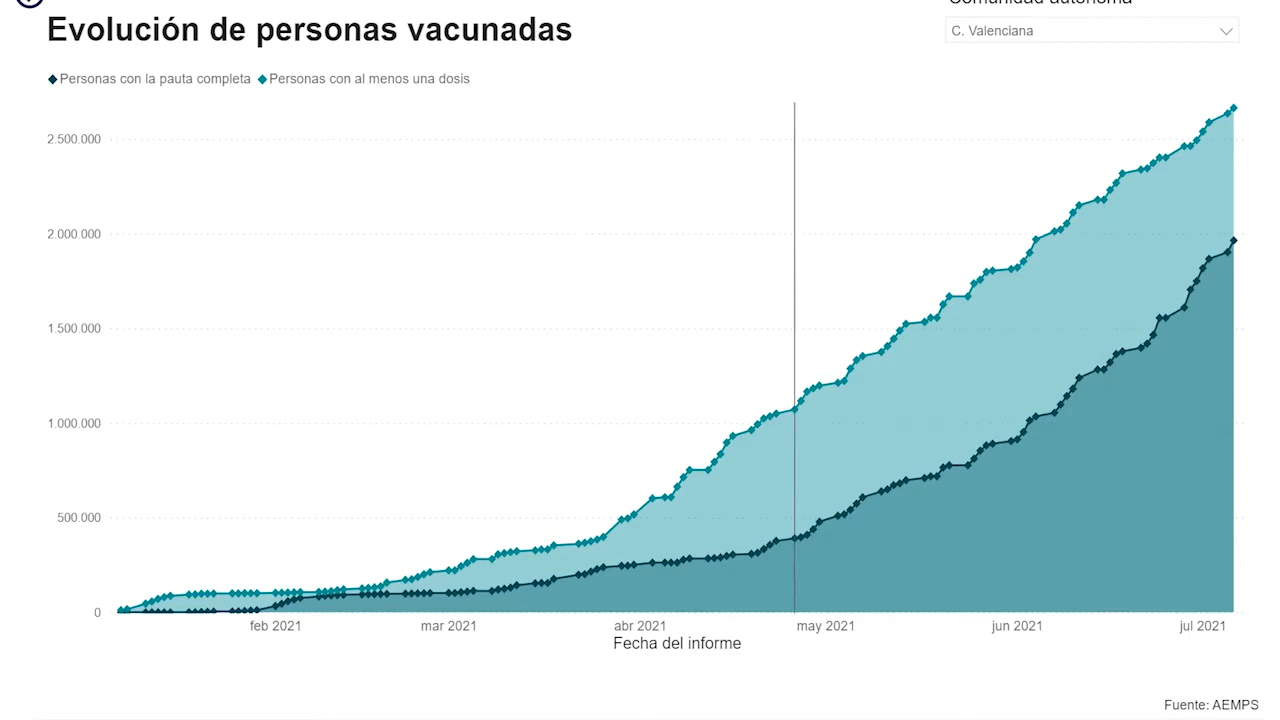 Comunidad autónoma
Evolución de personas vacunadas
C. Valenciana
Personas con la pauta completa Personas con al menos una dosis
2.500.000
2.000.000
1.500.000
1.000.000
500.000
0
feb 2021 mar 2021 abr 2021 may 2021 jun 2021 jul 2021
Fecha del informe
Fuente: AEMPS